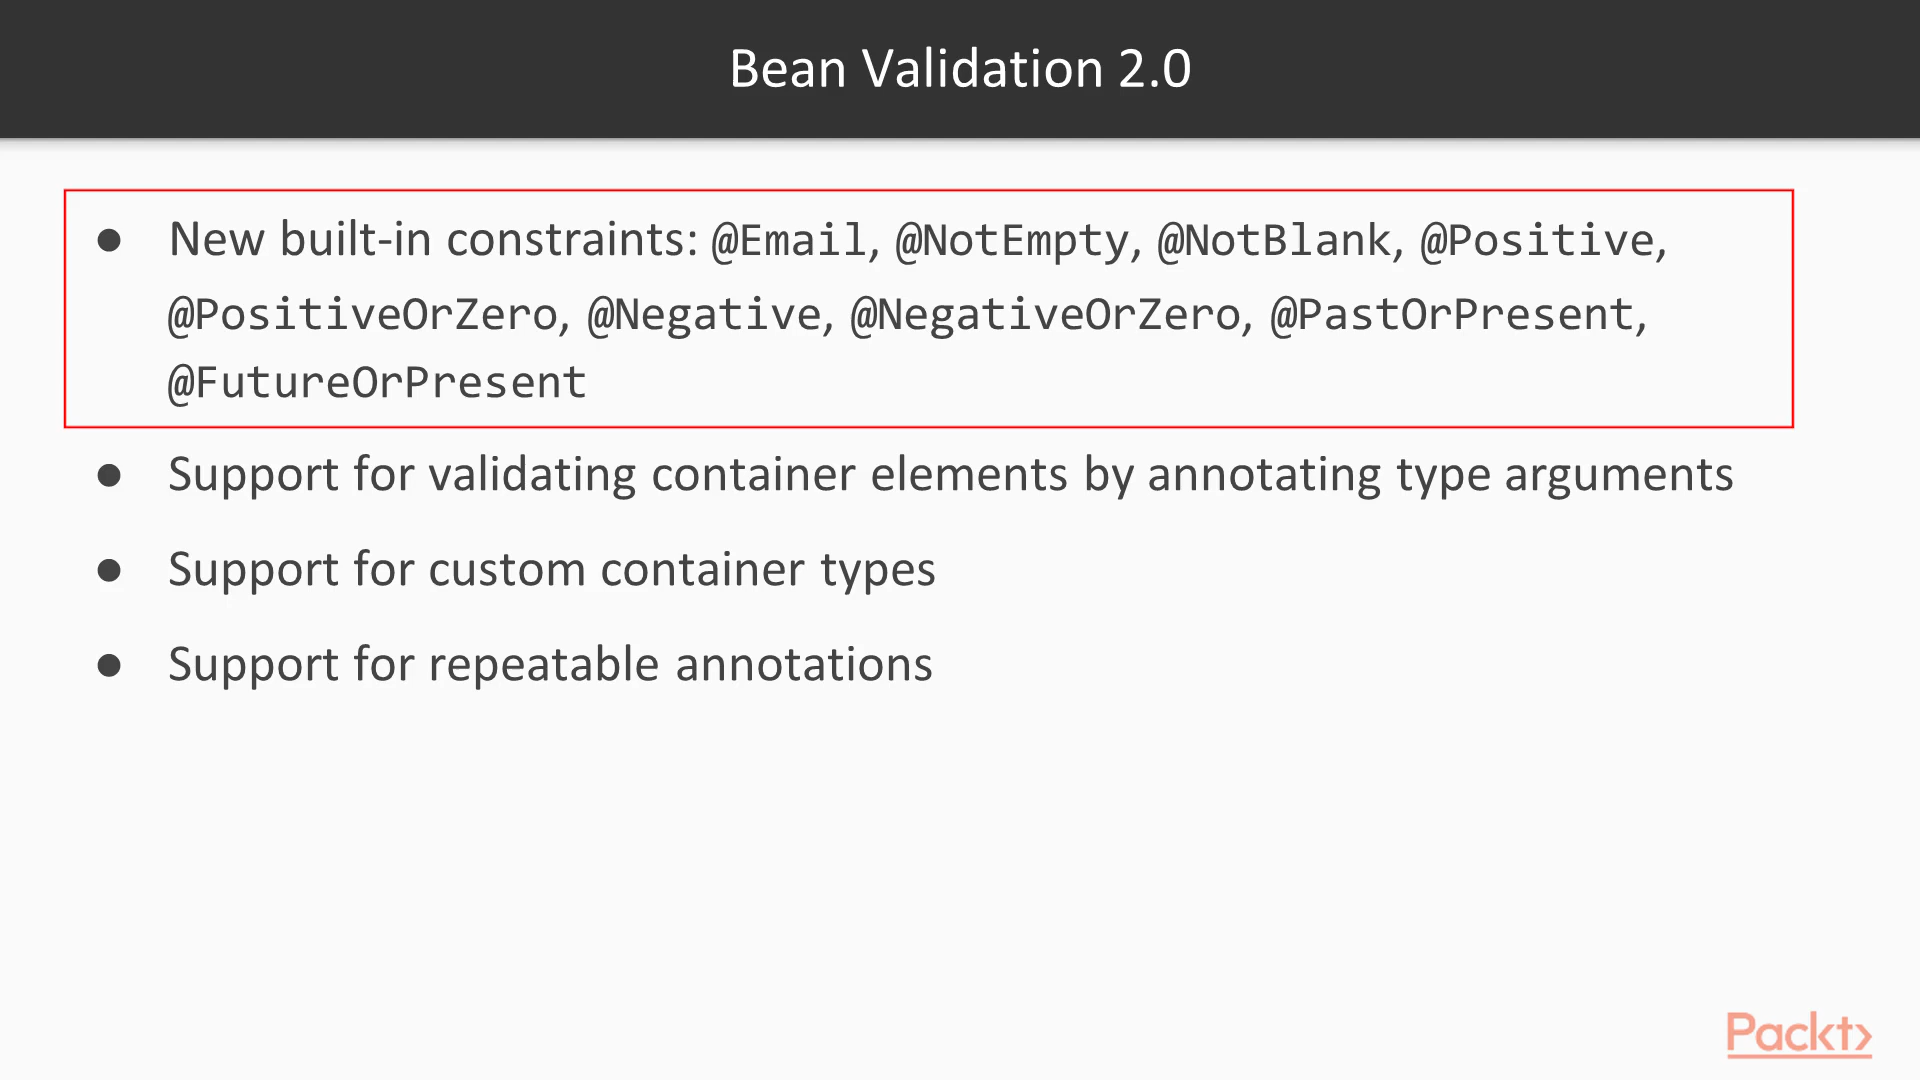 Bean Validation 2.0
● New built-in constraints: @Email, @NotEmpty, @NotBlank, @Positive,
@PositiveOrZero, @Negative, @NegativeOrZero, @PastOrPresent,
@FutureOrPresent
● Support for validating container elements by annotating type arguments
● Support for custom container types
● Support for repeatable annotations
Packt>